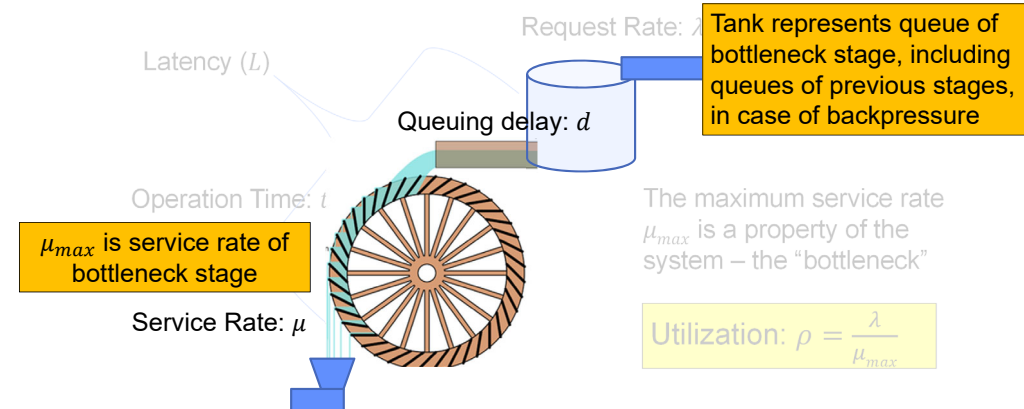 Request Rate: λ
Tank represents queue of
bottleneck stage, including
queues of previous stages,
in case of backpressure
Latency (L)
Queuing delay: d
Operation Time: t
The maximum service rate
μmax is a property of the
system – the “bottleneck”
μmax is service rate of
bottleneck stage
Service Rate: μ
Utilization: ρ = λ / μmax